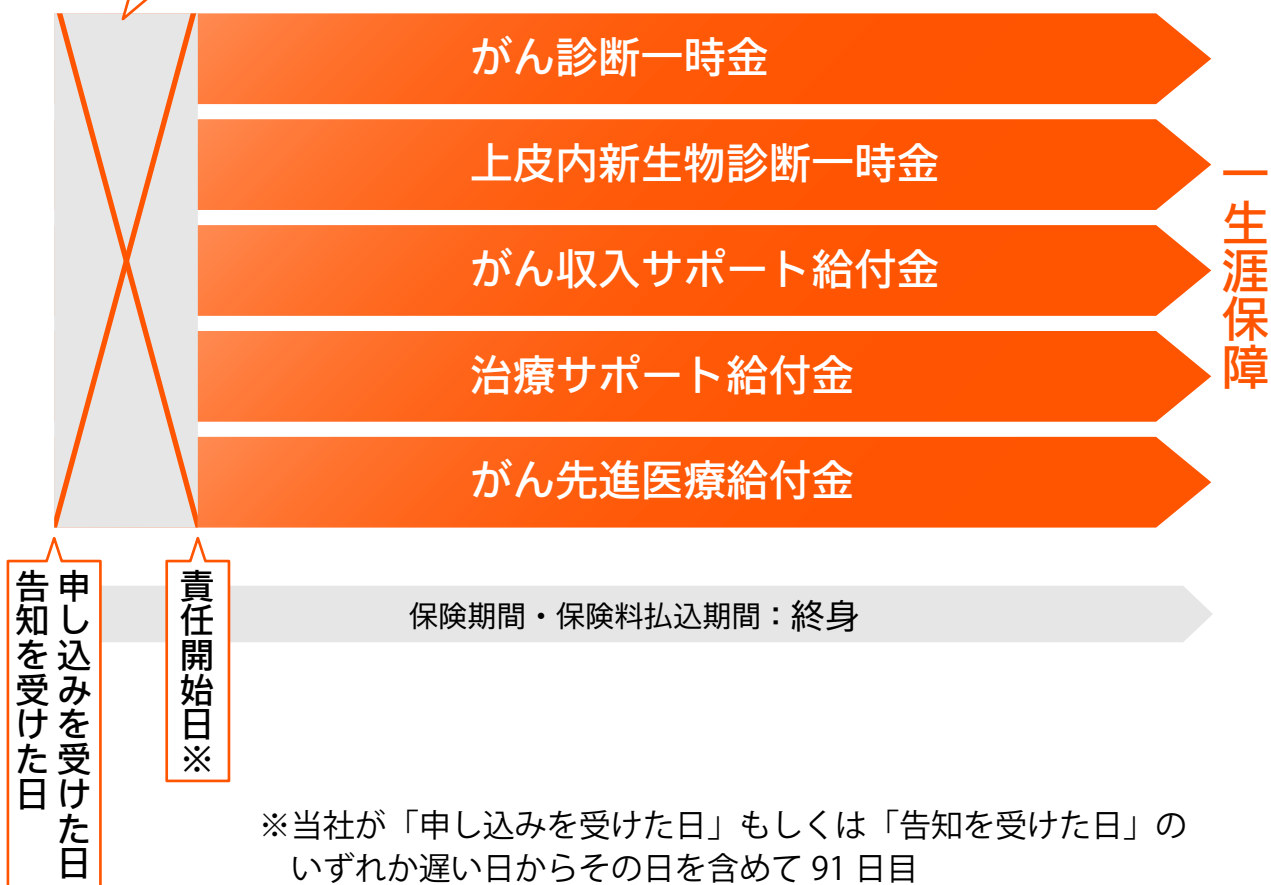 がん診断一時金
上皮内新生物診断一時金
がん収入サポート給付金
治療サポート給付金
がん先進医療給付金
一生涯保障
申し込みを受けた日
告知を受けた日
責任開始日※
保険期間・保険料払込期間：終身
※当社が「申し込みを受けた日」もしくは「告知を受けた日」の
いずれか遅い日からその日を含めて 91 日目